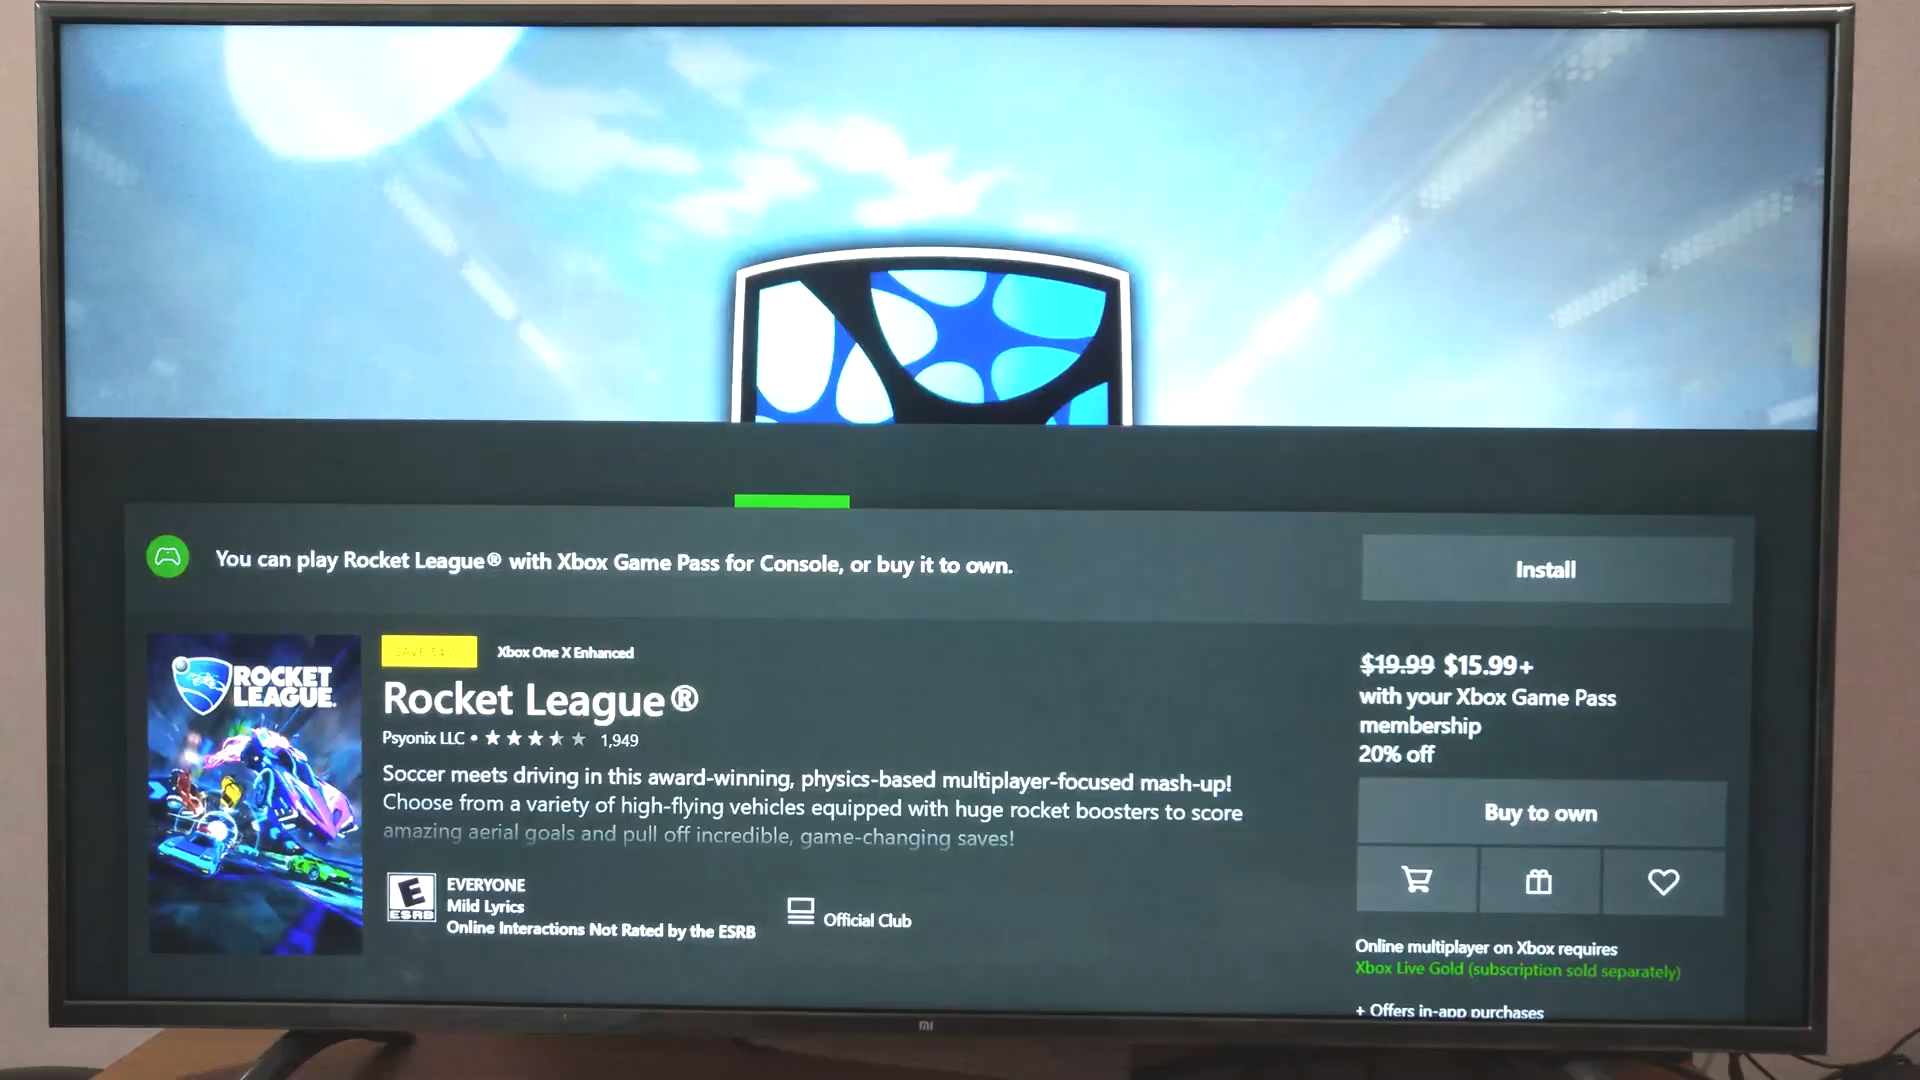 You can play Rocket League® with Xbox Game Pass for Console, or buy it to own.
Install
ROCKET
LEAGUE.
SAVE $4.00
Xbox One X Enhanced
Rocket League®
Psyonix LLC • 1,949
Soccer meets driving in this award-winning, physics-based multiplayer-focused mash-up!
Choose from a variety of high-flying vehicles equipped with huge rocket boosters to score
amazing aerial goals and pull off incredible, game-changing saves!
E
ESRB
EVERYONE
Mild Lyrics
Online Interactions Not Rated by the ESRB
Official Club
$19.99 $15.99+
with your Xbox Game Pass
membership
20% off
Buy to own
Online multiplayer on Xbox requires
Xbox Live Gold (subscription sold separately)
+ Offers in-app purchases
mi